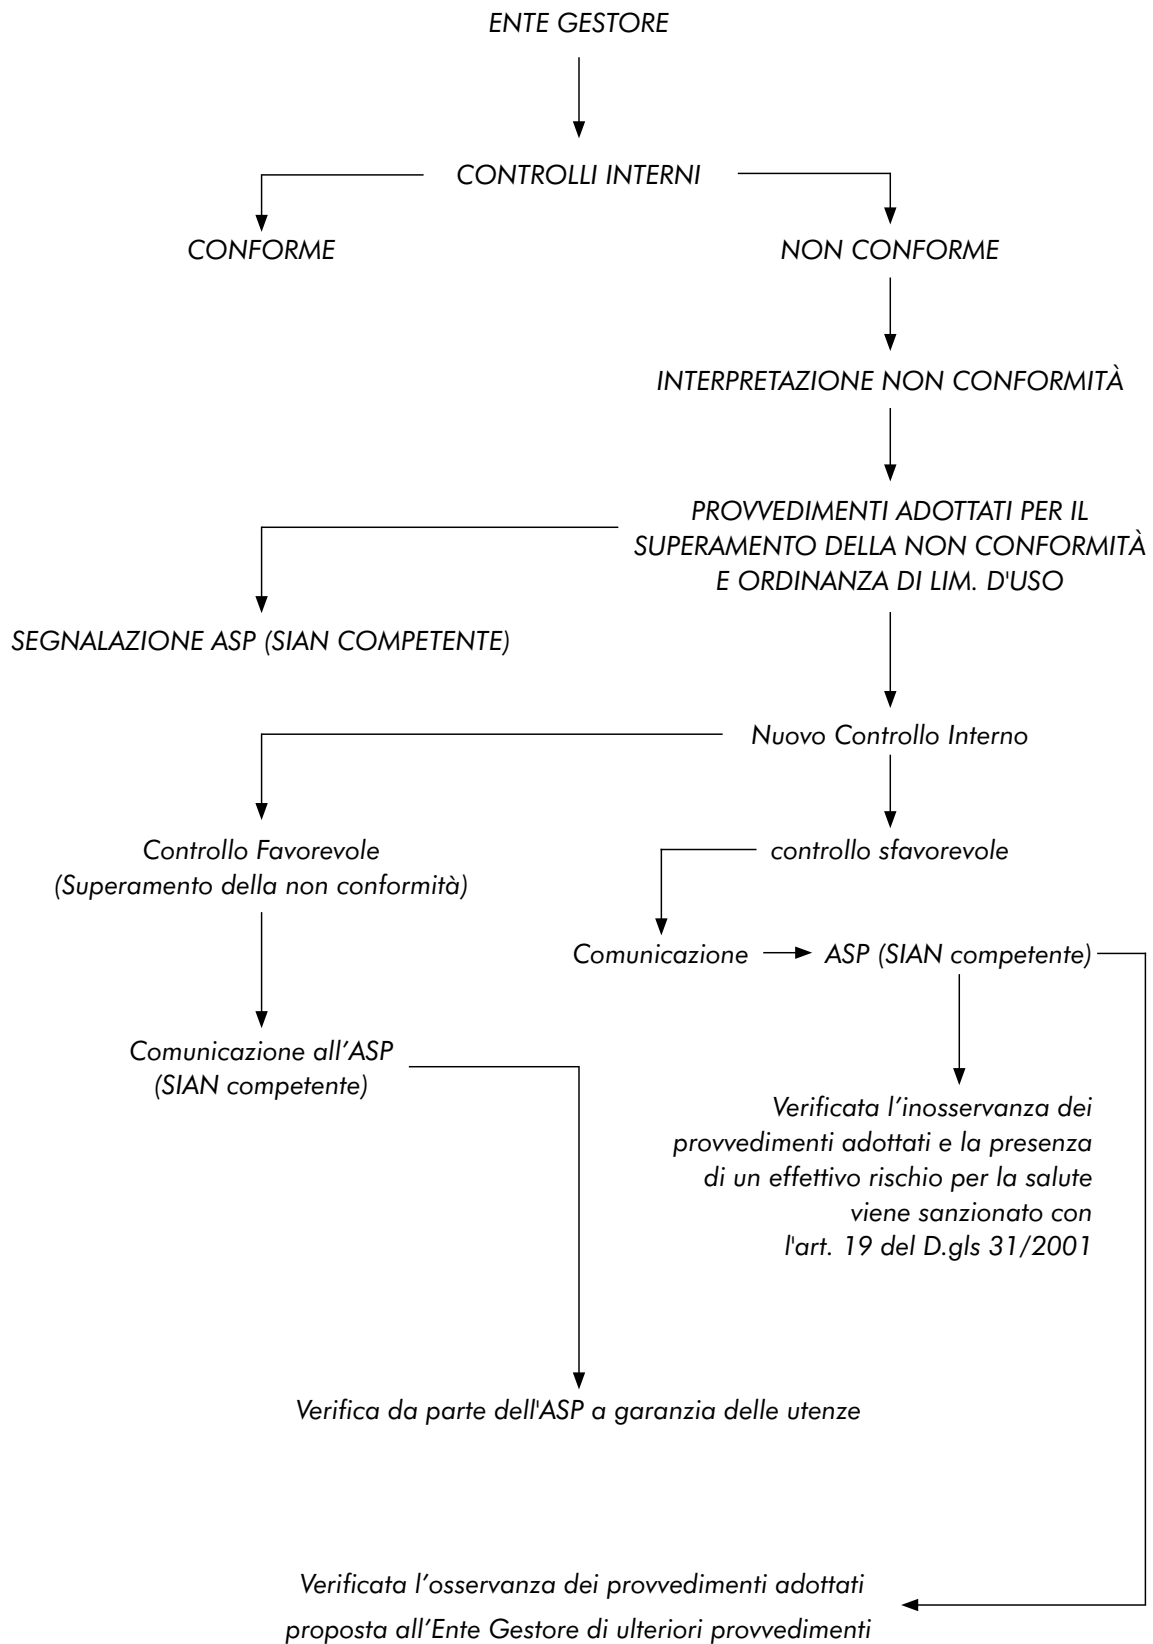 ENTE GESTORE
CONTROLLI INTERNI
CONFORME
NON CONFORME
INTERPRETAZIONE NON CONFORMITÀ
PROVVEDIMENTI ADOTTATI PER IL
SUPERAMENTO DELLA NON CONFORMITÀ
E ORDINANZA DI LIM. D'USO
SEGNALAZIONE ASP (SIAN COMPETENTE)
Nuovo Controllo Interno
Controllo Favorevole
(Superamento della non conformità)
controllo sfavorevole
Comunicazione
ASP (SIAN competente)
Comunicazione all’ASP
(SIAN competente)
Verificata l’inosservanza dei
provvedimenti adottati e la presenza
di un effettivo rischio per la salute
viene sanzionato con
l'art. 19 del D.gls 31/2001
Verifica da parte dell'ASP a garanzia delle utenze
Verificata l’osservanza dei provvedimenti adottati
proposta all’Ente Gestore di ulteriori provvedimenti